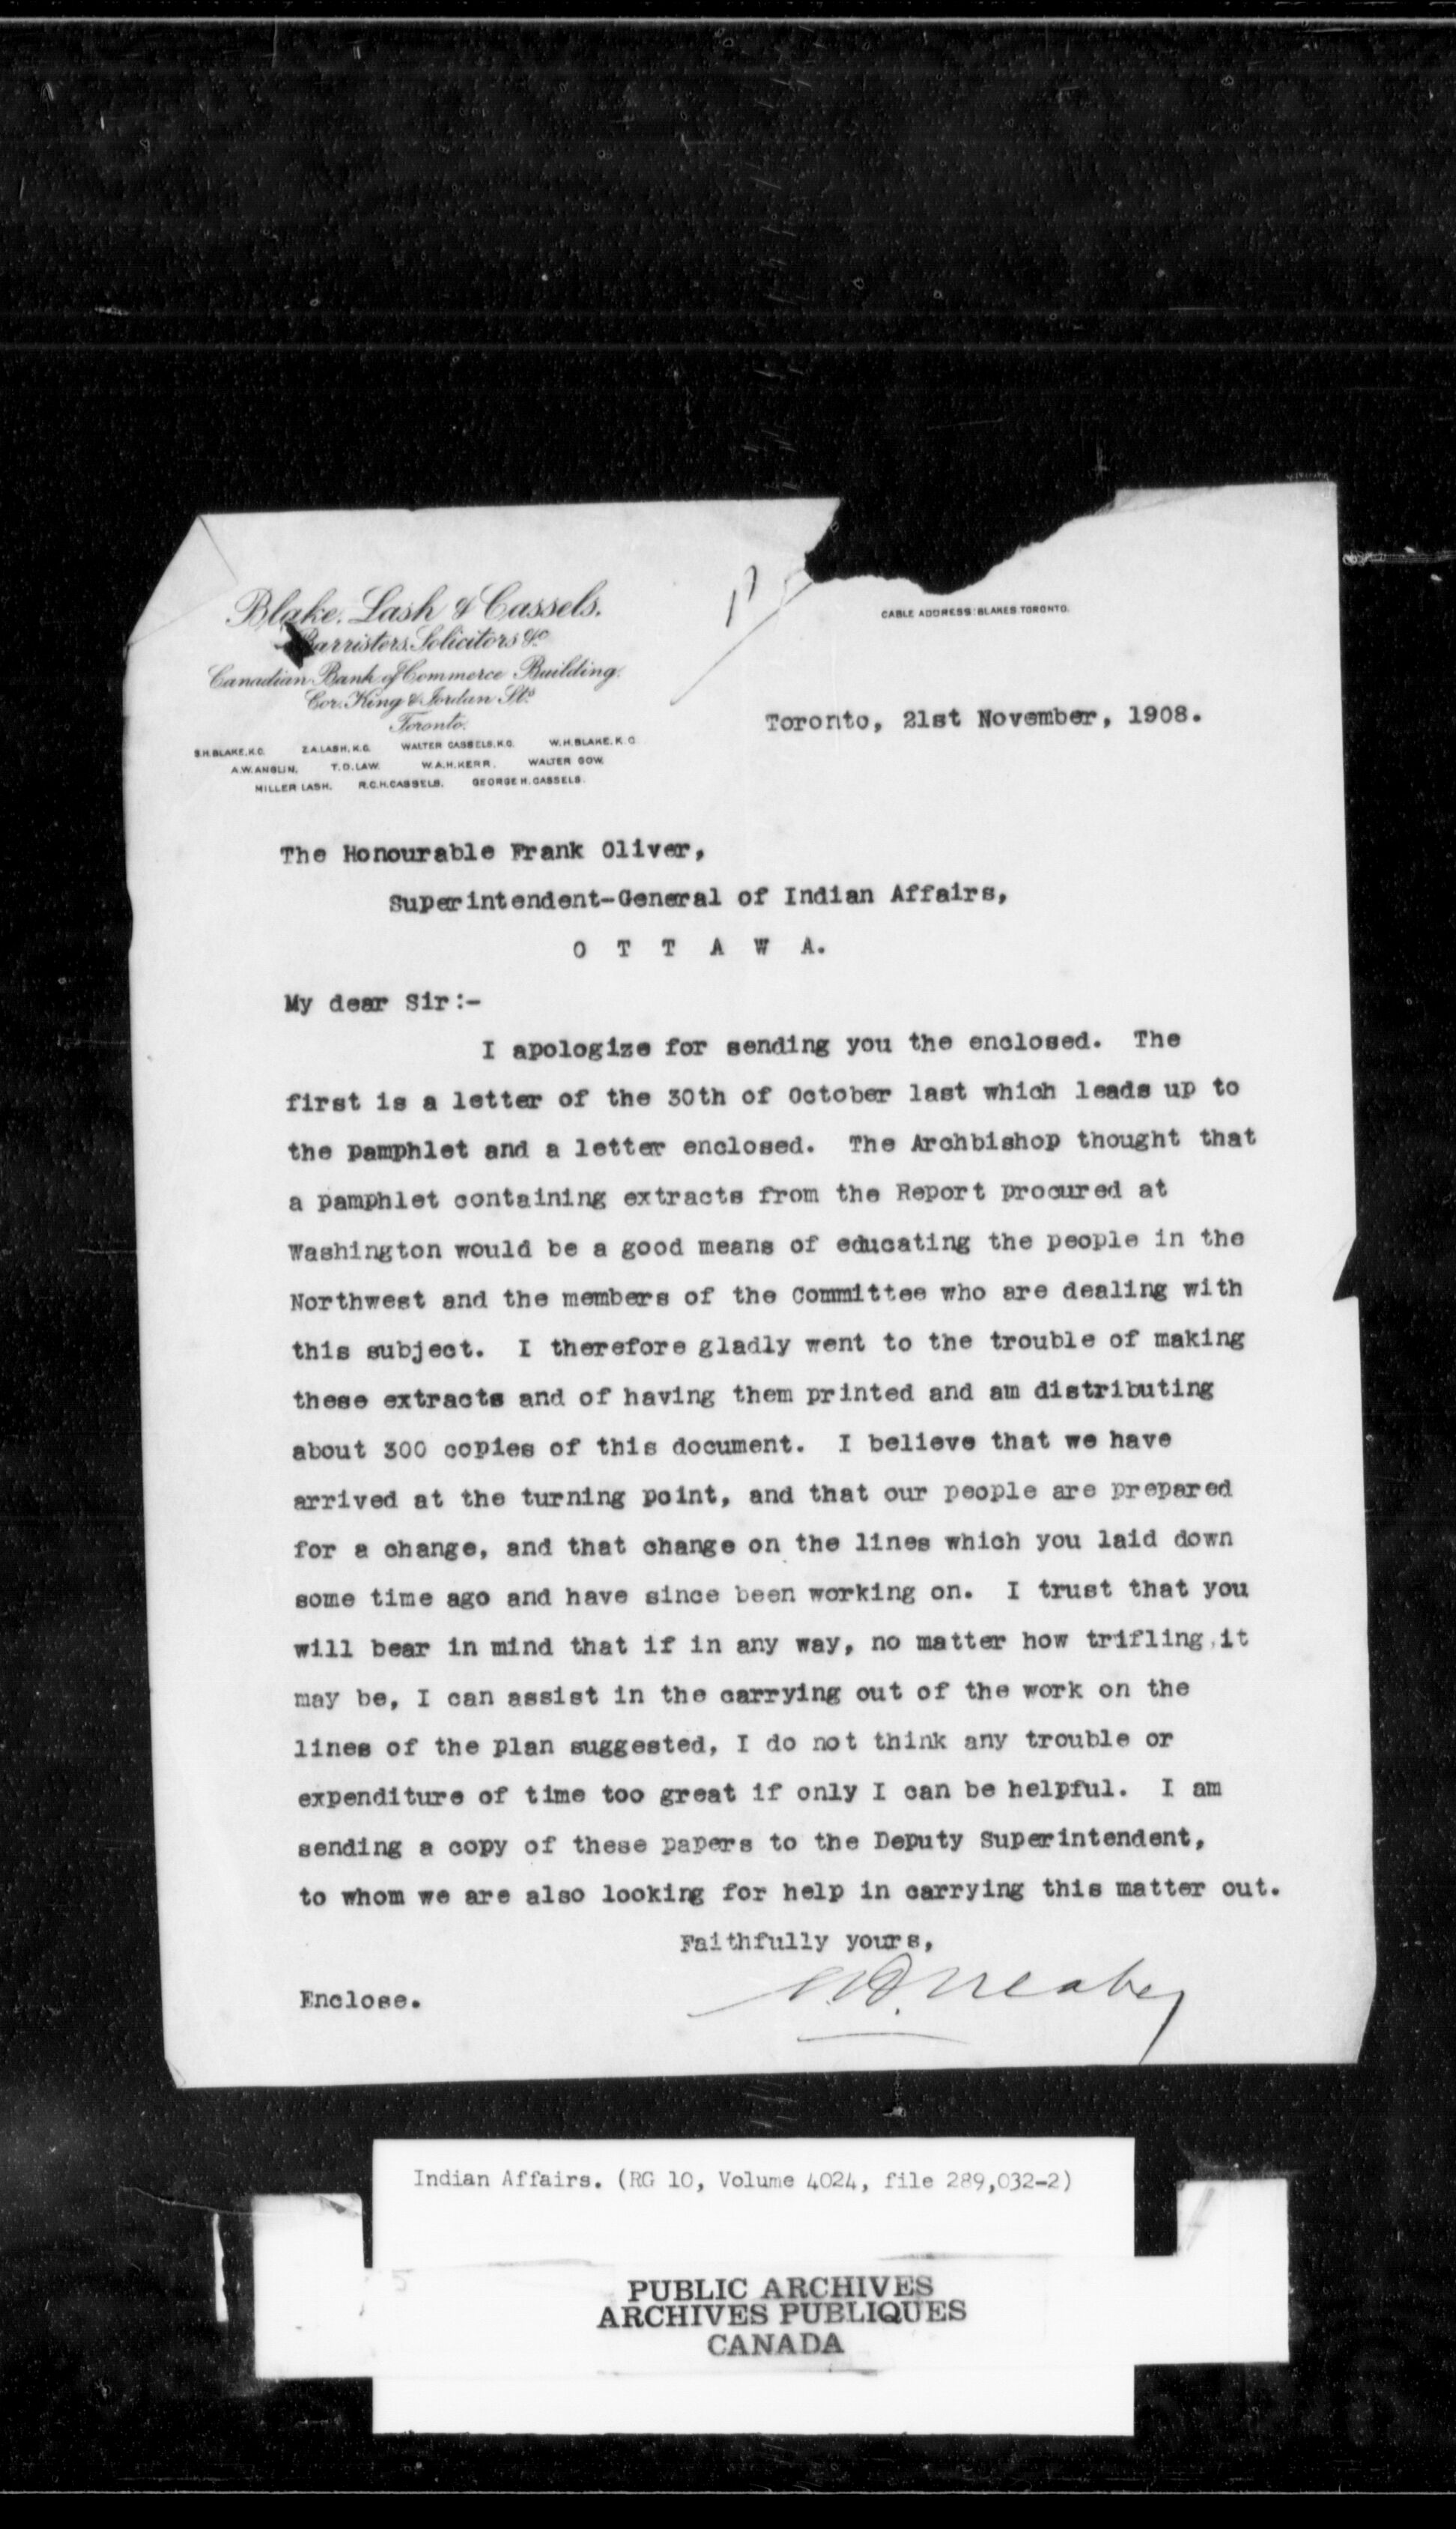 Blake, Lash & Cassels.
Barristers, Solicitors &c
Canadian Bank of Commerce Building,
Cor. King & Jordan Sts.
Toronto.
CABLE ADDRESS: BLAKES TORONTO.
S.H. BLAKE, K.C. Z.A. LASH, K.C. WALTER CASSELS, K.C. W.H. BLAKE, K.C.
A.W. ANGLIN, T.D. LAW, W.A.H. KERR, WALTER GOW,
MILLER LASH, R.C.H. CASSELS, GEORGE H. CASSELS.
Toronto, 21st November, 1908.
The Honourable Frank Oliver,
Superintendent-General of Indian Affairs,
O T T A W A.
My dear Sir:-
I apologize for sending you the enclosed. The
first is a letter of the 30th of October last which leads up to
the pamphlet and a letter enclosed. The Archbishop thought that
a pamphlet containing extracts from the Report procured at
Washington would be a good means of educating the people in the
Northwest and the members of the Committee who are dealing with
this subject. I therefore gladly went to the trouble of making
these extracts and of having them printed and am distributing
about 300 copies of this document. I believe that we have
arrived at the turning point, and that our people are prepared
for a change, and that change on the lines which you laid down
some time ago and have since been working on. I trust that you
will bear in mind that if in any way, no matter how trifling it
may be, I can assist in the carrying out of the work on the
lines of the plan suggested, I do not think any trouble or
expenditure of time too great if only I can be helpful. I am
sending a copy of these papers to the Deputy Superintendent,
to whom we are also looking for help in carrying this matter out.
Faithfully yours,
Enclose.
Indian Affairs. (RG 10, Volume 4024, file 289,032-2)
PUBLIC ARCHIVES
ARCHIVES PUBLIQUES
CANADA